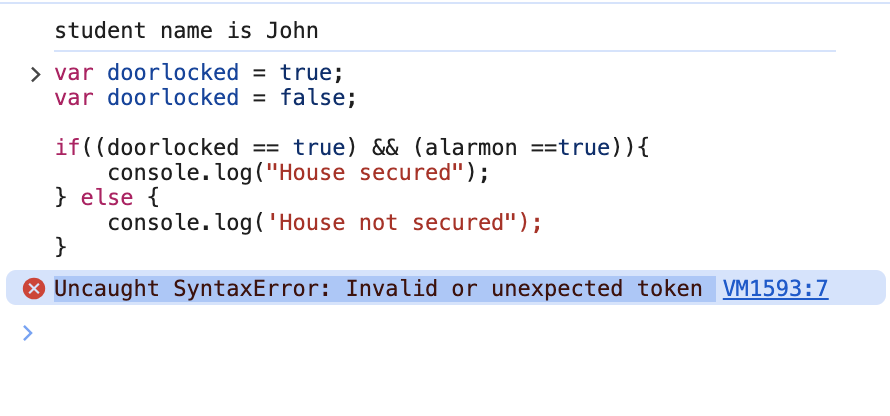 student name is John
> var doorlocked = true;
var doorlocked = false;
if((doorlocked == true) && (alarmon ==true)){
    console.log("House secured");
} else {
    console.log('House not secured");
}
Uncaught SyntaxError: Invalid or unexpected token VM1593:7
>